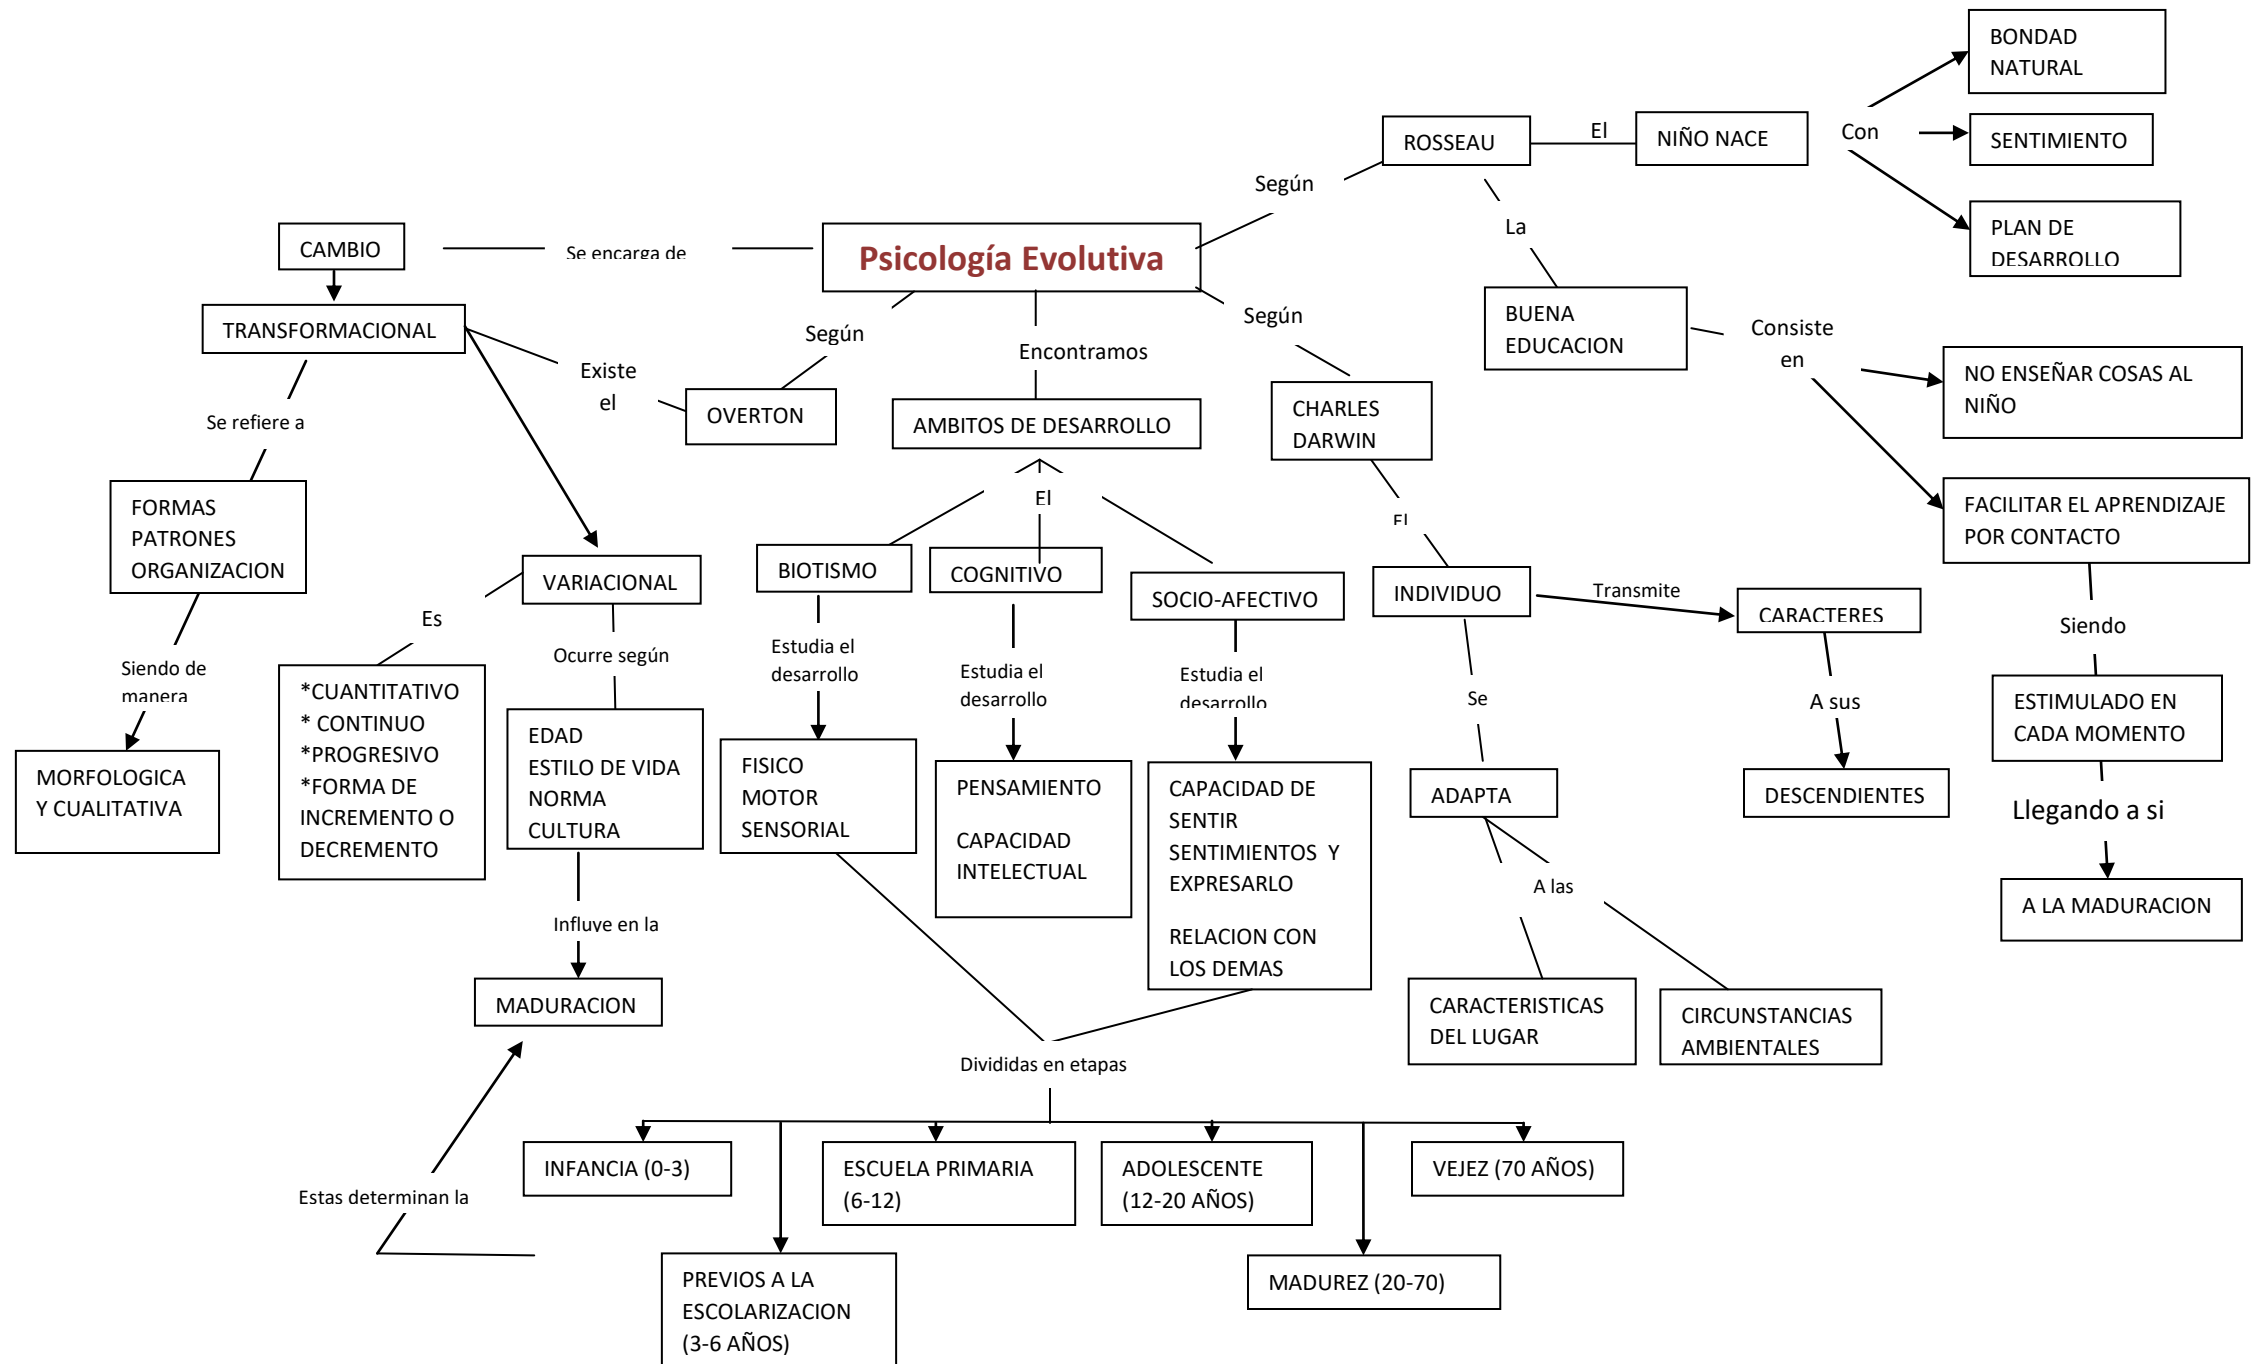 BONDAD
NATURAL
ROSSEAU
El
NIÑO NACE
Con
SENTIMIENTO
PLAN DE
DESARROLLO
Según
La
CAMBIO
Se encarga de
Psicología Evolutiva
TRANSFORMACIONAL
Según
Encontramos
Según
BUENA
EDUCACION
Consiste
en
Existe
el
OVERTON
AMBITOS DE DESARROLLO
CHARLES
DARWIN
NO ENSEÑAR COSAS AL
NIÑO
Se refiere a
FORMAS
PATRONES
ORGANIZACION
El
El
FACILITAR EL APRENDIZAJE
POR CONTACTO
VARIACIONAL
BIOTISMO
COGNITIVO
SOCIO-AFECTIVO
INDIVIDUO
Transmite
CARACTERES
Es
Ocurre según
Estudia el
desarrollo
Estudia el
desarrollo
Estudia el
desarrollo
Se
A sus
Siendo
Siendo de
manera
*CUANTITATIVO
* CONTINUO
*PROGRESIVO
*FORMA DE
INCREMENTO O
DECREMENTO
EDAD
ESTILO DE VIDA
NORMA
CULTURA
ESTIMULADO EN
CADA MOMENTO
MORFOLOGICA
Y CUALITATIVA
FISICO
MOTOR
SENSORIAL
PENSAMIENTO
CAPACIDAD
INTELECTUAL
CAPACIDAD DE
SENTIR
SENTIMIENTOS Y
EXPRESARLO
RELACION CON
LOS DEMAS
ADAPTA
DESCENDIENTES
Llegando a si
A las
A LA MADURACION
Influye en la
MADURACION
CARACTERISTICAS
DEL LUGAR
CIRCUNSTANCIAS
AMBIENTALES
Divididas en etapas
INFANCIA (0-3)
ESCUELA PRIMARIA
(6-12)
ADOLESCENTE
(12-20 AÑOS)
VEJEZ (70 AÑOS)
Estas determinan la
PREVIOS A LA
ESCOLARIZACION
(3-6 AÑOS)
MADUREZ (20-70)